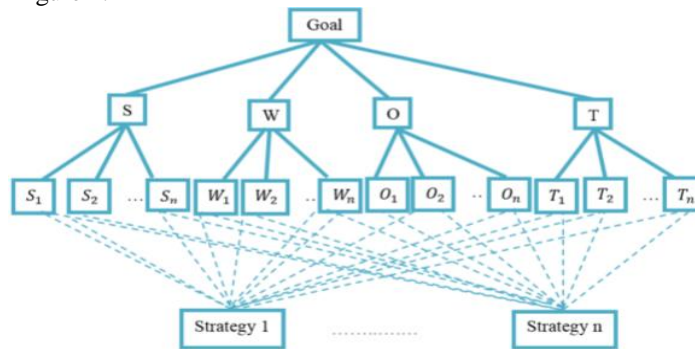 Goal
S W O T
S₁ S₂ ... Sₙ W₁ W₂ .. Wₙ O₁ O₂ .. Oₙ T₁ T₂ ... Tₙ
Strategy 1 .............. Strategy n